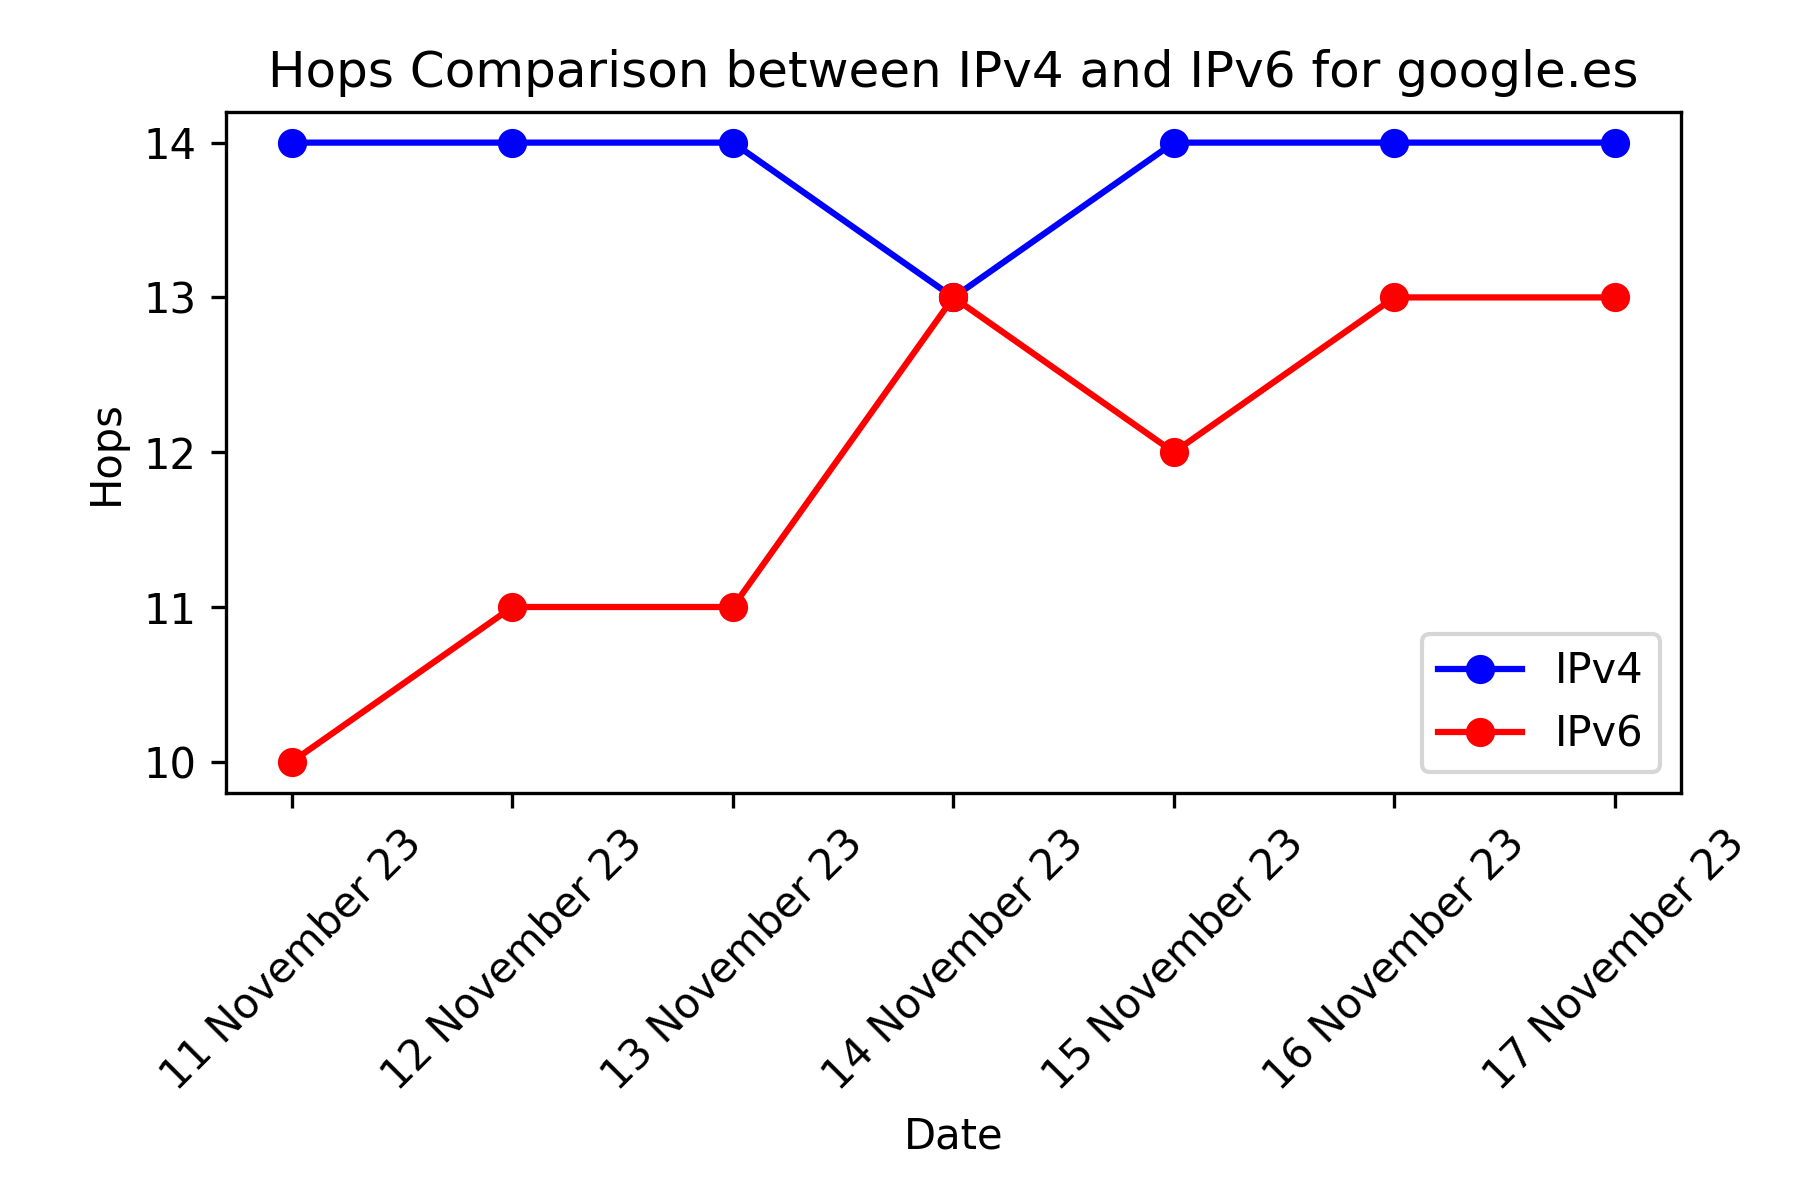 Hops Comparison between IPv4 and IPv6 for google.es
Hops
14
13
12
11
10
IPv4
IPv6
11 November 23
12 November 23
13 November 23
14 November 23
15 November 23
16 November 23
17 November 23
Date